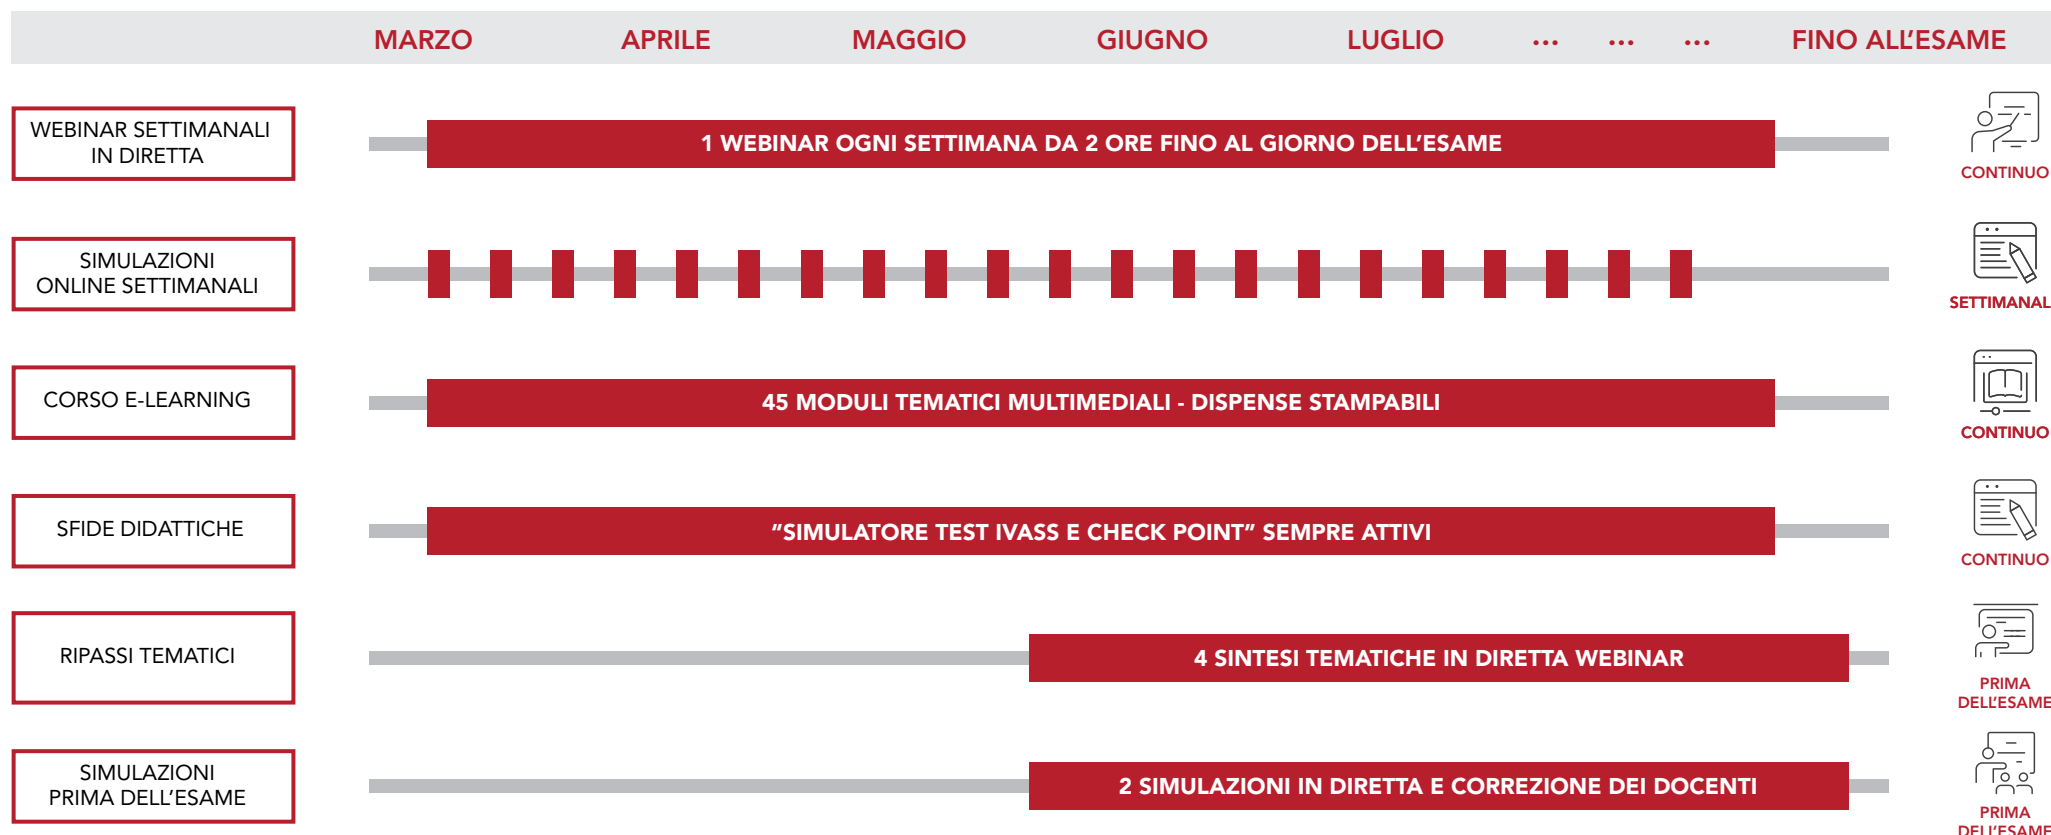 MARZO APRILE MAGGIO GIUGNO LUGLIO ... ... ... FINO ALL'ESAME
WEBINAR SETTIMANALI
IN DIRETTA
1 WEBINAR OGNI SETTIMANA DA 2 ORE FINO AL GIORNO DELL'ESAME
CONTINUO
SIMULAZIONI
ONLINE SETTIMANALI
SETTIMANAL
CORSO E-LEARNING
45 MODULI TEMATICI MULTIMEDIALI - DISPENSE STAMPABILI
CONTINUO
SFIDE DIDATTICHE
"SIMULATORE TEST IVASS E CHECK POINT" SEMPRE ATTIVI
CONTINUO
RIPASSI TEMATICI
4 SINTESI TEMATICHE IN DIRETTA WEBINAR
PRIMA
DELL'ESAME
SIMULAZIONI
PRIMA DELL'ESAME
2 SIMULAZIONI IN DIRETTA E CORREZIONE DEI DOCENTI
PRIMA
DELL'ESAME